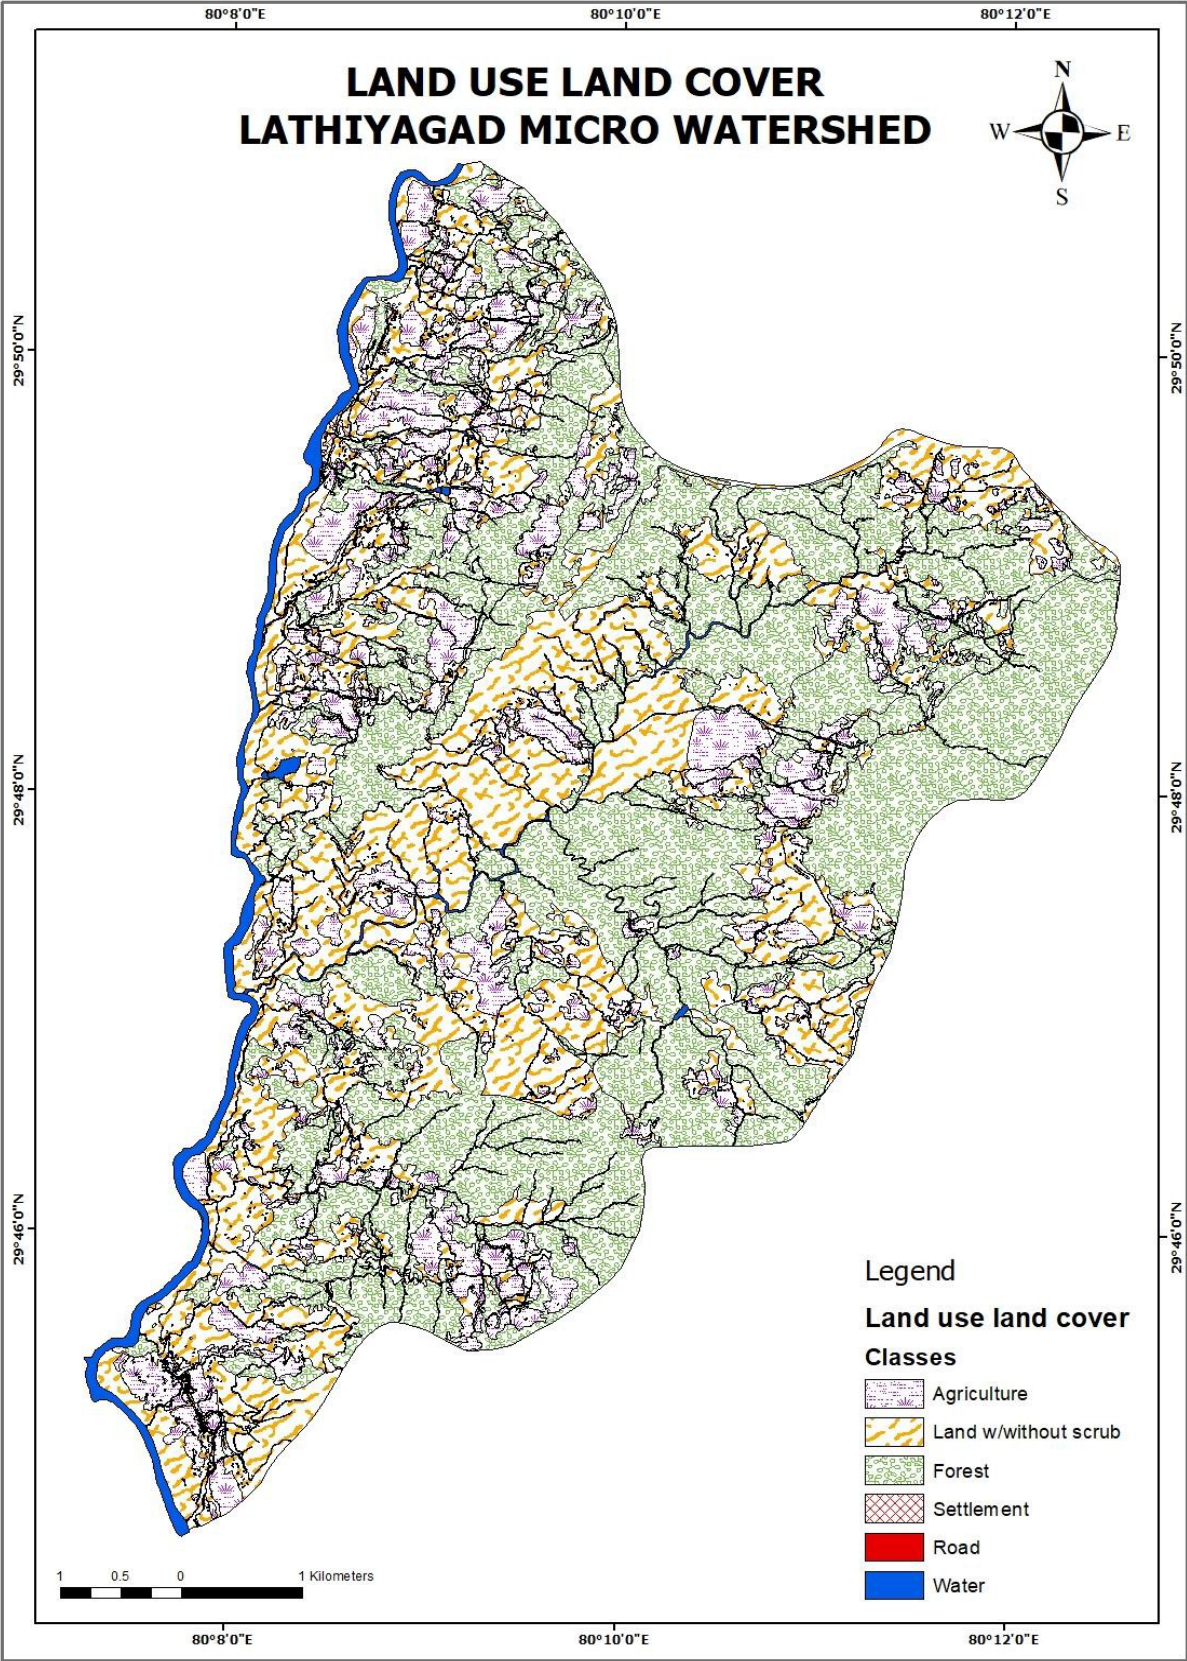 80°8'0"E
80°10'0"E
80°12'0"E
LAND USE LAND COVER
LATHIYAGAD MICRO WATERSHED
N
W
E
S
29°50'0"N
29°50'0"N
29°48'0"N
29°48'0"N
29°46'0"N
29°46'0"N
Legend
Land use land cover
Classes
Agriculture
Land w/without scrub
Forest
Settlement
Road
Water
1 0.5 0 1 Kilometers
80°8'0"E
80°10'0"E
80°12'0"E